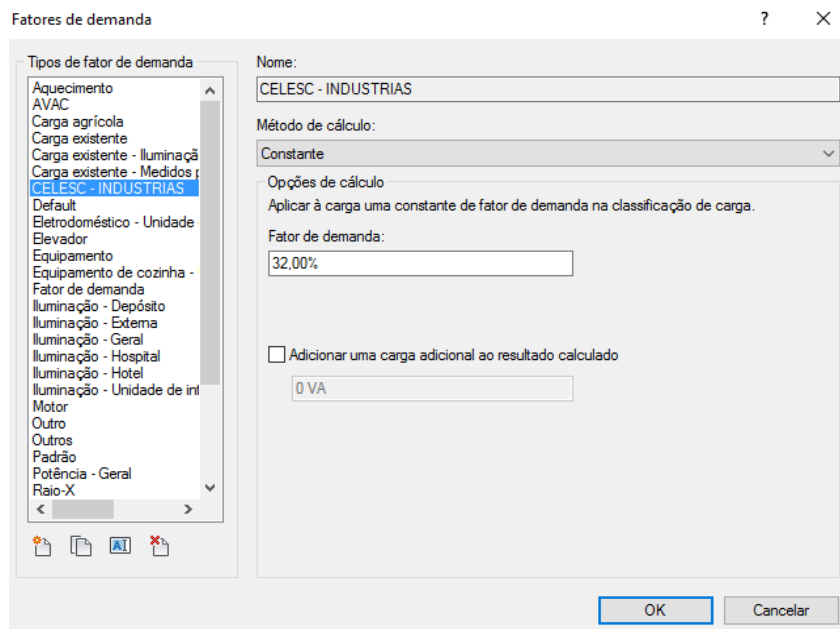 Fatores de demanda
?
Tipos de fator de demanda
Aquecimento
AVAC
Carga agrícola
Carga existente
Carga existente - Iluminaçã
Carga existente - Medidos p
CELESC - INDUSTRIAS
Default
Eletrodoméstico - Unidade
Elevador
Equipamento
Equipamento de cozinha -
Fator de demanda
Iluminação - Depósito
Iluminação - Externa
Iluminação - Geral
Iluminação - Hospital
Iluminação - Hotel
Iluminação - Unidade de int
Motor
Outro
Outros
Padrão
Potência - Geral
Raio-X
AI
Nome:
CELESC - INDUSTRIAS
Método de cálculo:
Constante
Opções de cálculo
Aplicar à carga uma constante de fator de demanda na classificação de carga.
Fator de demanda:
32,00%
Adicionar uma carga adicional ao resultado calculado
0 VA
OK
Cancelar